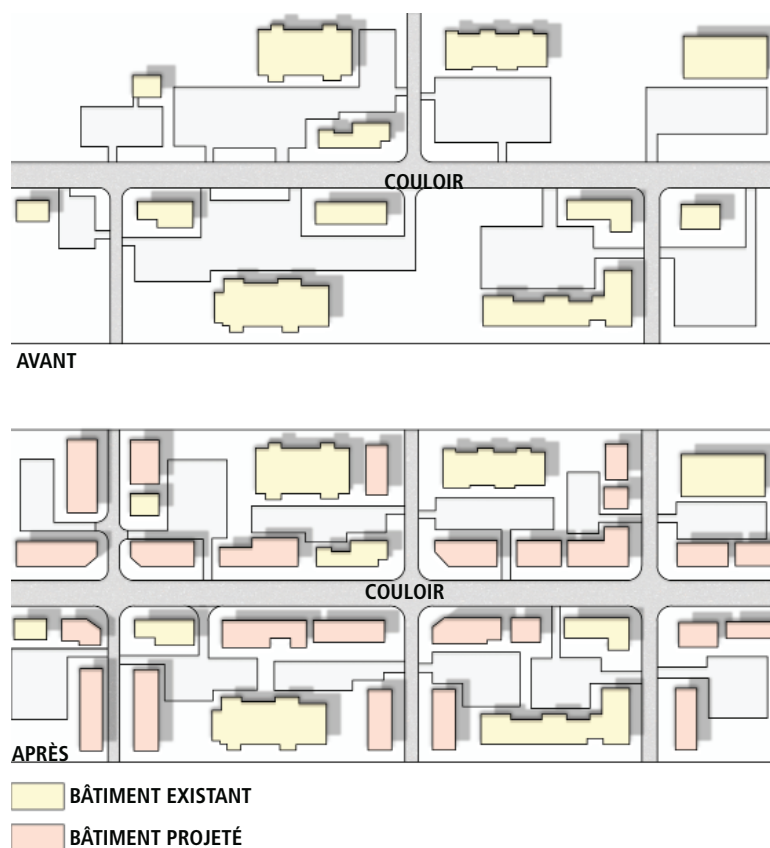 COULOIR
AVANT
COULOIR
APRÈS
BÂTIMENT EXISTANT
BÂTIMENT PROJETÉ